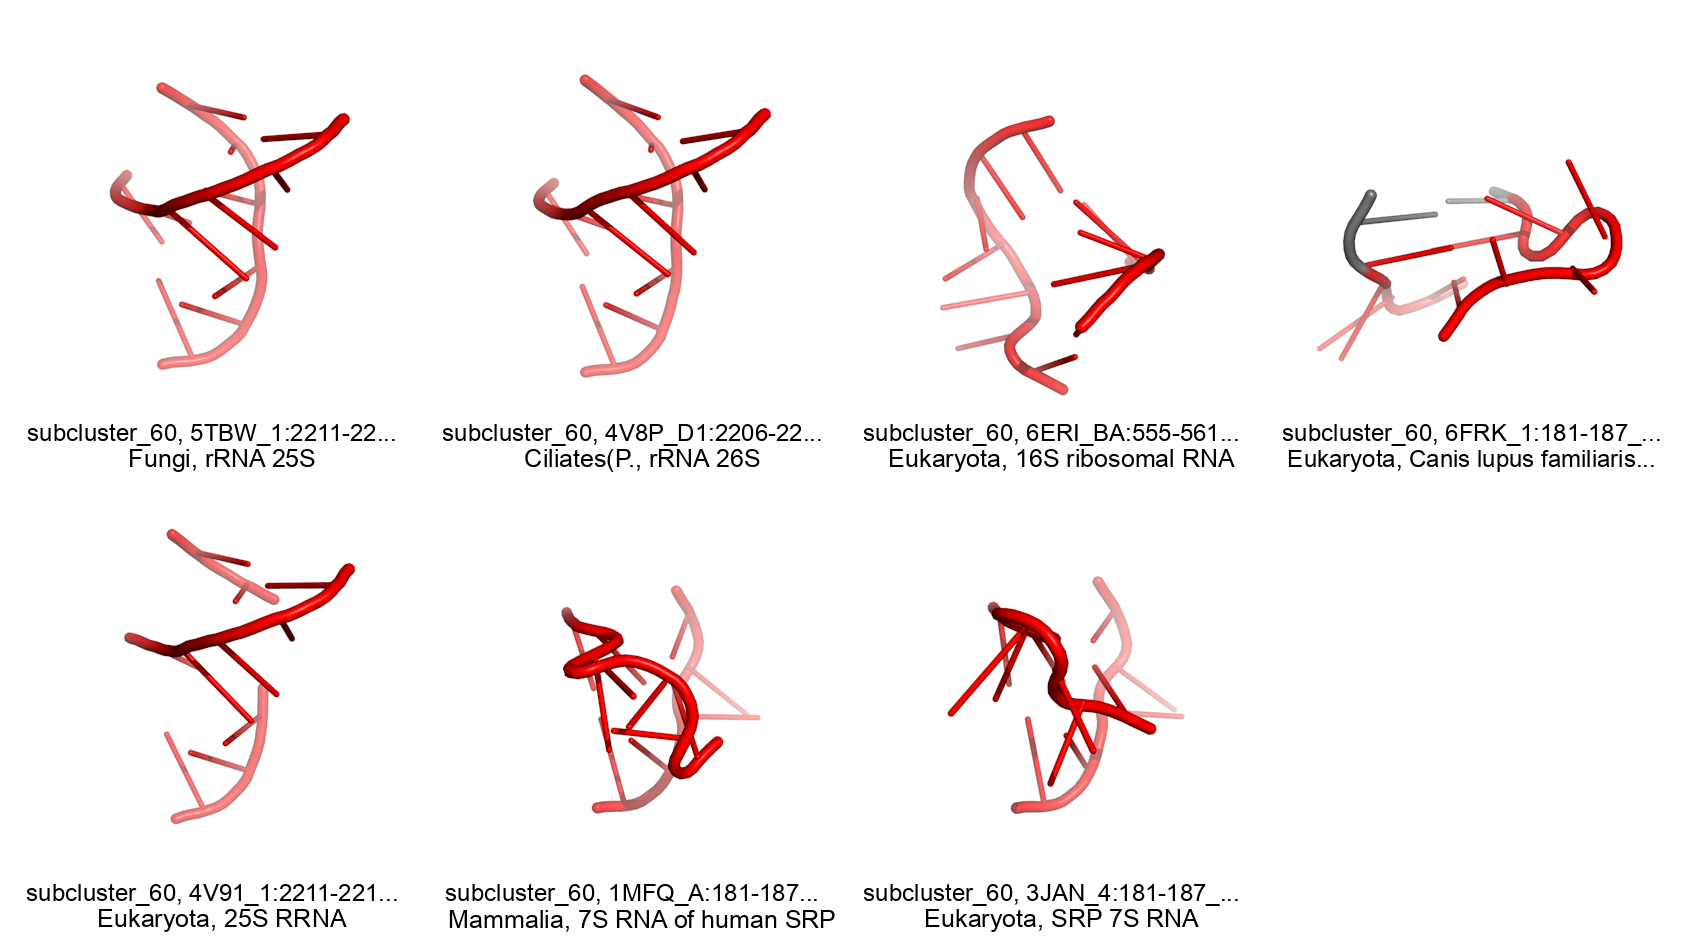 subcluster_60, 5TBW_1:2211-22...
Fungi, rRNA 25S
subcluster_60, 4V8P_D1:2206-22...
Ciliates(P., rRNA 26S
subcluster_60, 6ERI_BA:555-561...
Eukaryota, 16S ribosomal RNA
subcluster_60, 6FRK_1:181-187_...
Eukaryota, Canis lupus familiaris...
subcluster_60, 4V91_1:2211-221...
Eukaryota, 25S RRNA
subcluster_60, 1MFQ_A:181-187...
Mammalia, 7S RNA of human SRP
subcluster_60, 3JAN_4:181-187_...
Eukaryota, SRP 7S RNA